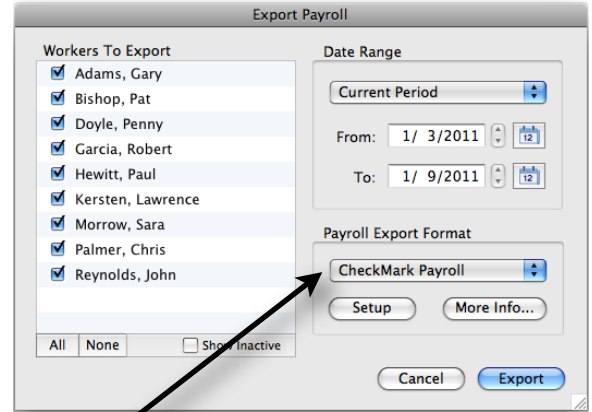 Export Payroll
Workers To Export
Adams, Gary
Bishop, Pat
Doyle, Penny
Garcia, Robert
Hewitt, Paul
Kersten, Lawrence
Morrow, Sara
Palmer, Chris
Reynolds, John
All None Show Inactive
Date Range
Current Period
From: 1/ 3/2011 12
To: 1/ 9/2011 12
Payroll Export Format
CheckMark Payroll
Setup More Info...
Cancel Export